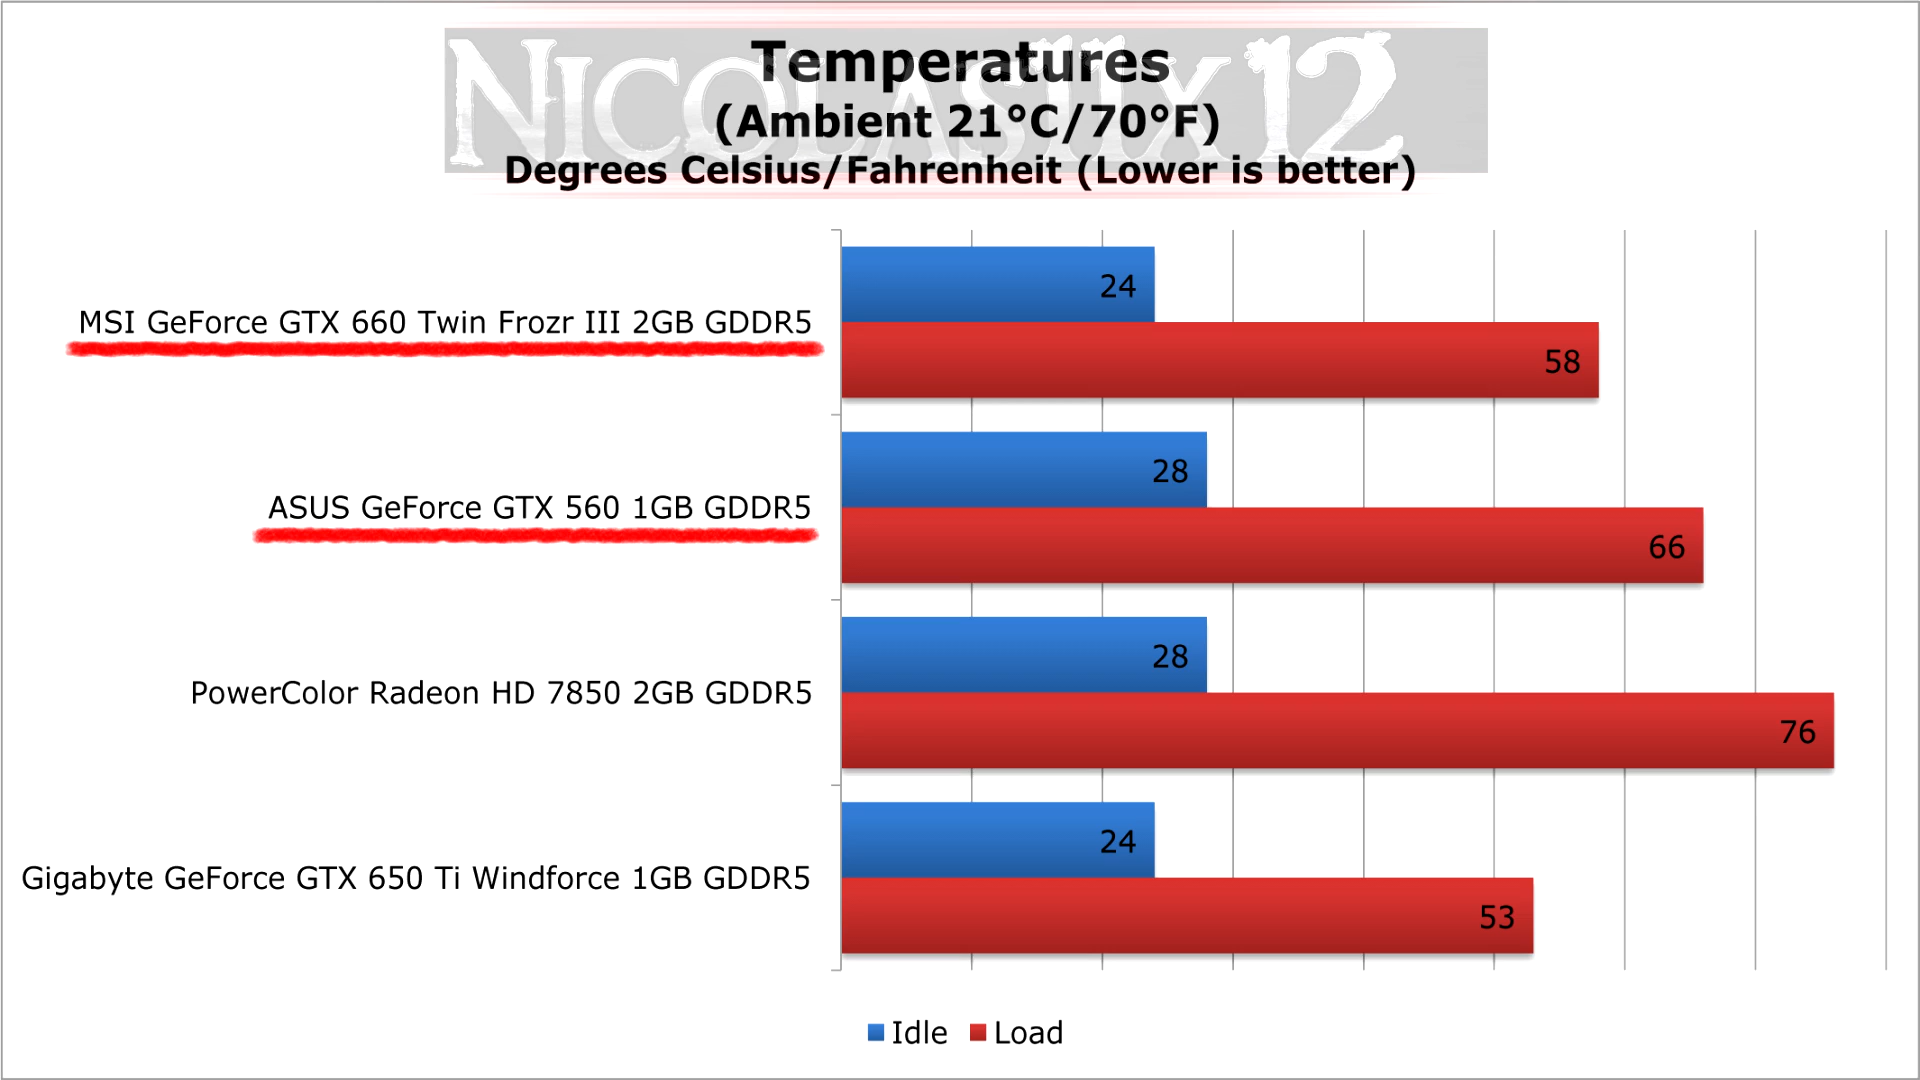 NICOLAS11X12
Temperatures
(Ambient 21°C/70°F)
Degrees Celsius/Fahrenheit (Lower is better)
MSI GeForce GTX 660 Twin Frozr III 2GB GDDR5
24
58
ASUS GeForce GTX 560 1GB GDDR5
28
66
PowerColor Radeon HD 7850 2GB GDDR5
28
76
Gigabyte GeForce GTX 650 Ti Windforce 1GB GDDR5
24
53
Idle Load